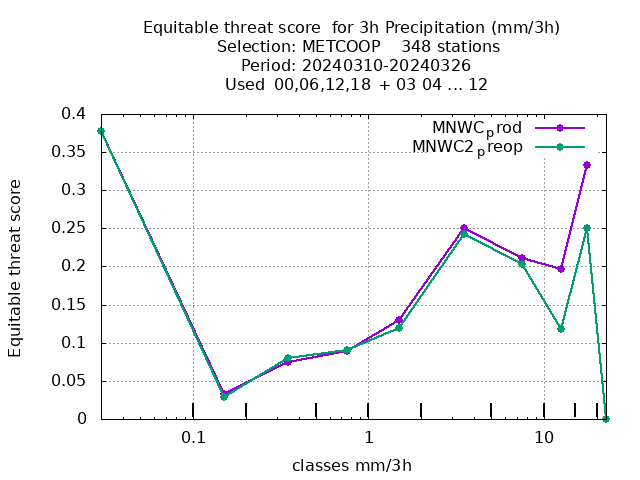 Equitable threat score  for 3h Precipitation (mm/3h)
Selection: METCOOP    348 stations
Period: 20240310-20240326
Used  00,06,12,18 + 03 04 ... 12
0.4
0.35
0.3
0.25
0.2
0.15
0.1
0.05
0
Equitable threat score
MNWCprod
MNWC2preop
0.1
1
10
classes mm/3h